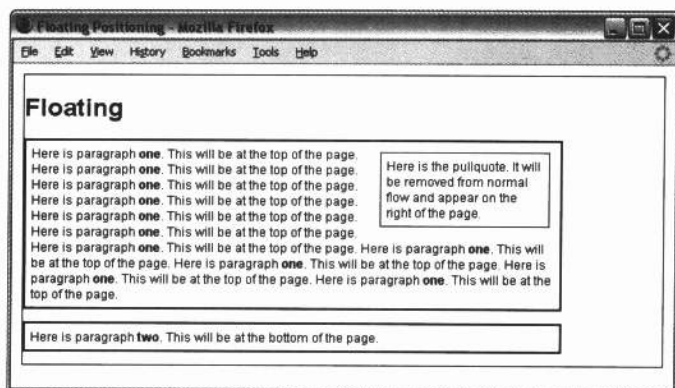 Floating Positioning - Mozilla Firefox
File Edit View History Bookmarks Tools Help
Floating
Here is paragraph one. This will be at the top of the page.
Here is paragraph one. This will be at the top of the page.
Here is paragraph one. This will be at the top of the page.
Here is paragraph one. This will be at the top of the page.
Here is paragraph one. This will be at the top of the page.
Here is paragraph one. This will be at the top of the page.
Here is paragraph one. This will be at the top of the page. Here is paragraph one. This will
be at the top of the page. Here is paragraph one. This will be at the top of the page. Here is
paragraph one. This will be at the top of the page. Here is paragraph one. This will be at the
top of the page.
Here is the pullquote. It will
be removed from normal
flow and appear on the
right of the page.
Here is paragraph two. This will be at the bottom of the page.